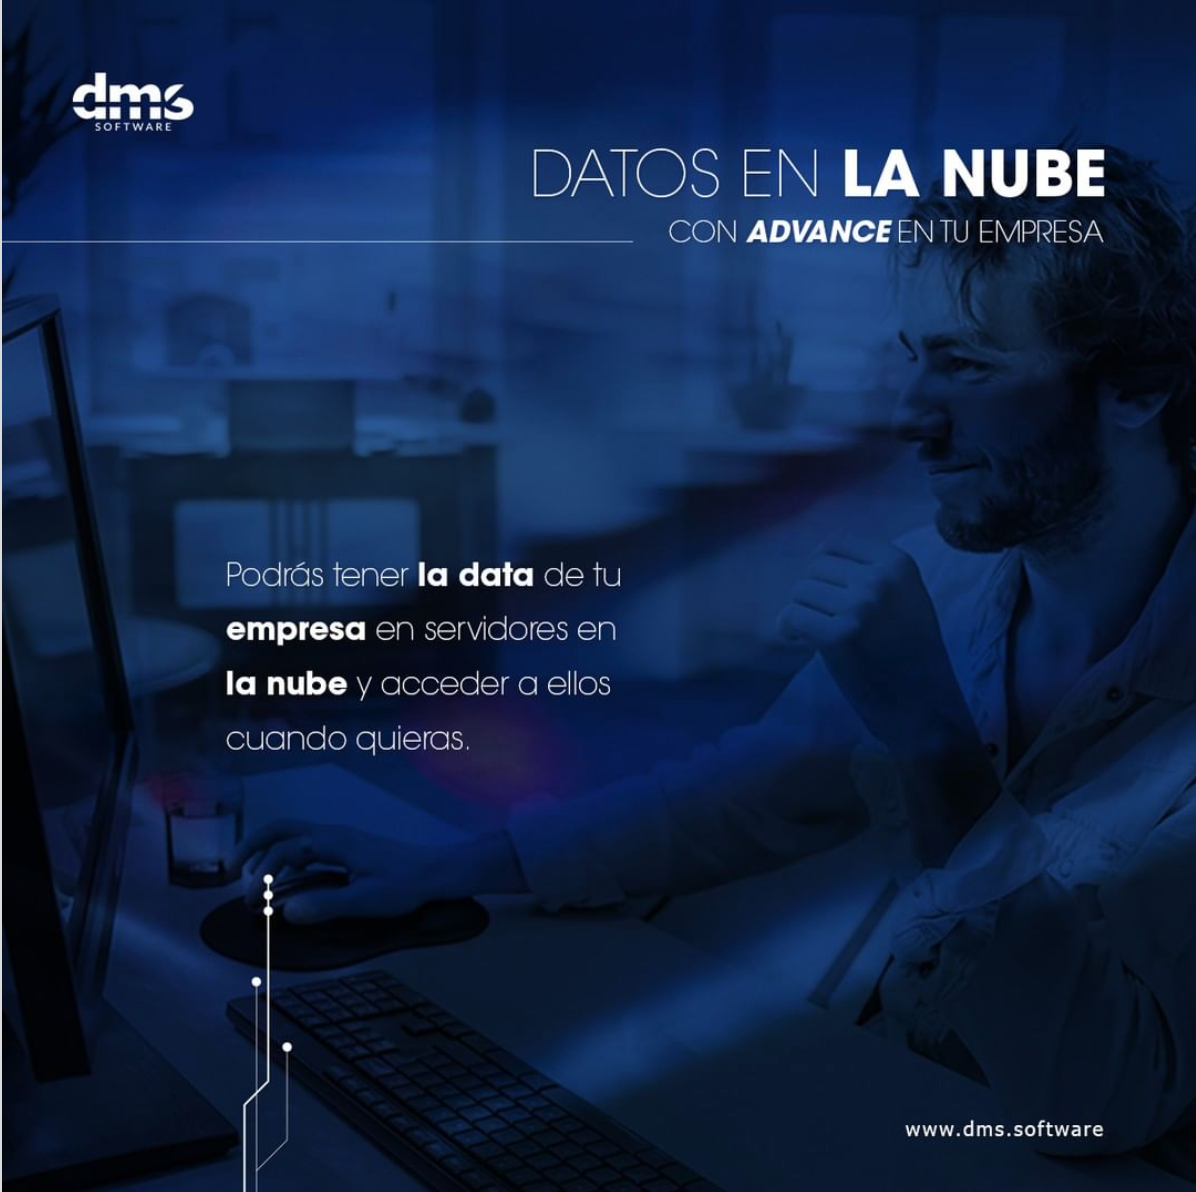 dms
SOFTWARE
DATOS EN LA NUBE
CON ADVANCE EN TU EMPRESA
Podrás tener la data de tu
empresa en servidores en
la nube y acceder a ellos
cuando quieras.
www.dms.software